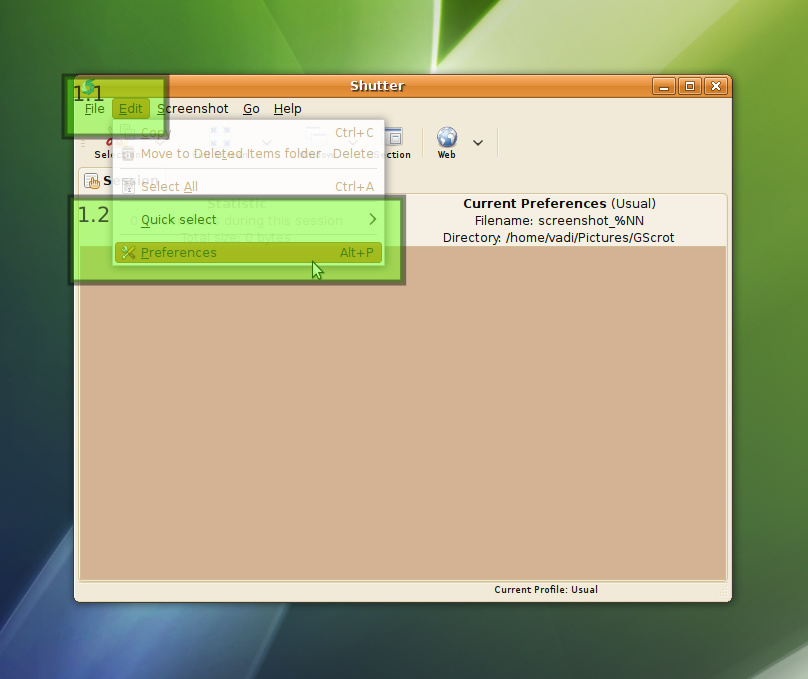 Shutter
1.1
File Edit Screenshot Go Help
Copy Ctrl+C
Move to Deleted Items folder Delete
Selection
Section
Web
Select All Ctrl+A
Session
1.2
Statistic
Quick select
during this session
Total size: 0 bytes
Preferences Alt+P
Current Preferences (Usual)
Filename: screenshot_%NN
Directory: /home/vadi/Pictures/GScrot
Current Profile: Usual